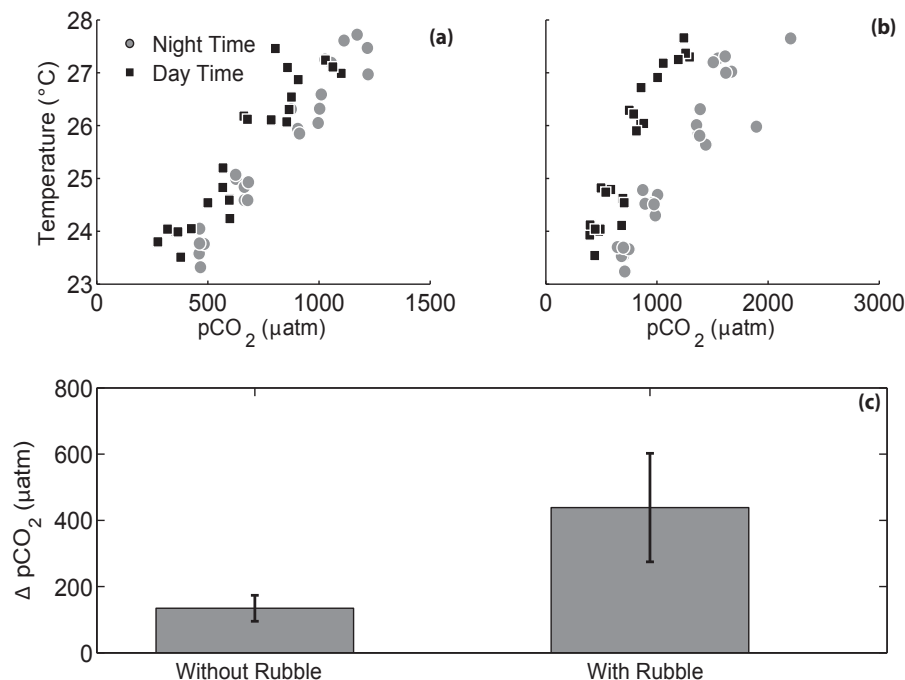 Night Time
Day Time
(a)
(b)
28
27
26
25
24
23
Temperature (°C)
0
500
1000
1500
pCO2 (µatm)
0
1000
2000
3000
pCO2 (µatm)
(c)
800
600
400
200
0
Δ pCO2 (µatm)
Without Rubble
With Rubble